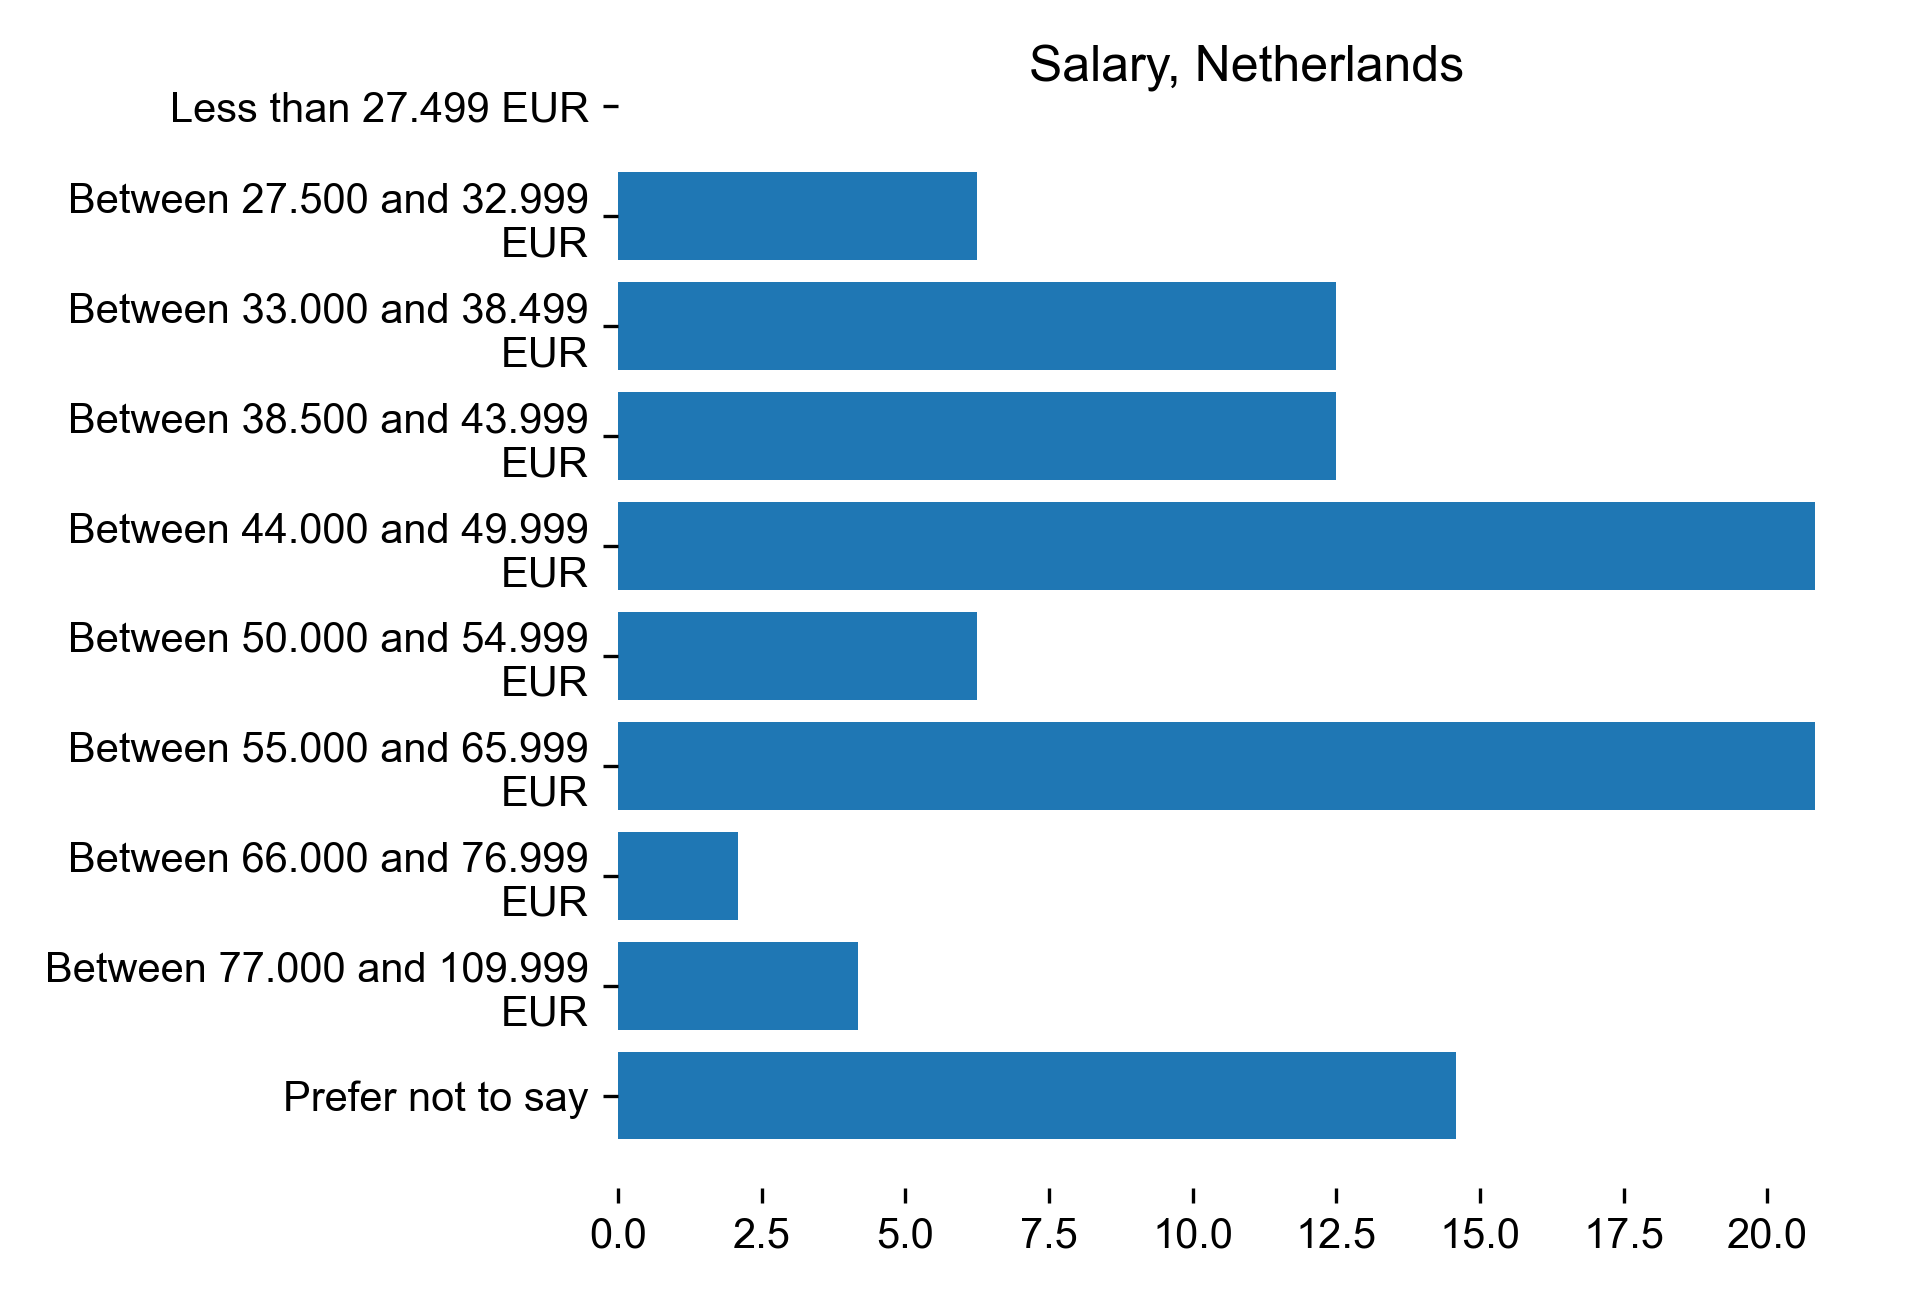 Salary, Netherlands
Less than 27.499 EUR
Between 27.500 and 32.999
EUR
Between 33.000 and 38.499
EUR
Between 38.500 and 43.999
EUR
Between 44.000 and 49.999
EUR
Between 50.000 and 54.999
EUR
Between 55.000 and 65.999
EUR
Between 66.000 and 76.999
EUR
Between 77.000 and 109.999
EUR
Prefer not to say
0.0 2.5 5.0 7.5 10.0 12.5 15.0 17.5 20.0